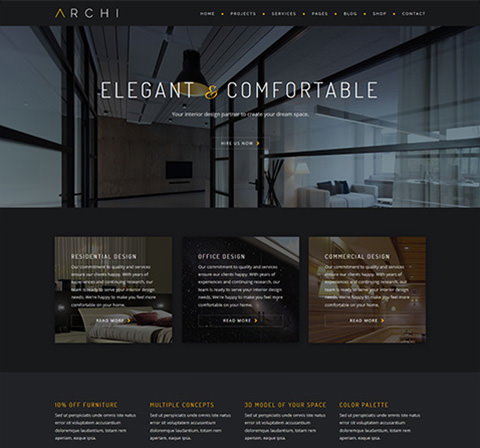 ARCHI
HOME PROJECTS SERVICES PAGES BLOG SHOP CONTACT
ELEGANT & COMFORTABLE
Your interior design partner to create your dream space.
HIRE US NOW
RESIDENTIAL DESIGN
Our commitment to quality and services
ensure our clients happy. With years of
experiences and continuing research, our
team is ready to serve your interior design
needs. We're happy to make you feel more
comfortable on your home.
READ MORE
OFFICE DESIGN
Our commitment to quality and services
ensure our clients happy. With years of
experiences and continuing research, our
team is ready to serve your interior design
needs. We're happy to make you feel more
comfortable on your home.
READ MORE
COMMERCIAL DESIGN
Our commitment to quality and services
ensure our clients happy. With years of
experiences and continuing research, our
team is ready to serve your interior design
needs. We're happy to make you feel more
comfortable on your home.
READ MORE
10% OFF FURNITURE
Sed ut perspiciatis unde omnis iste natus
error sit voluptatem accusantium
doloremque laudantium, totam rem
aperiam, eaque ipsa.
MULTIPLE CONCEPTS
Sed ut perspiciatis unde omnis iste natus
error sit voluptatem accusantium
doloremque laudantium, totam rem
aperiam, eaque ipsa.
3D MODEL OF YOUR SPACE
Sed ut perspiciatis unde omnis iste natus
error sit voluptatem accusantium
doloremque laudantium, totam rem
aperiam, eaque ipsa.
COLOR PALETTE
Sed ut perspiciatis unde omnis iste natus
error sit voluptatem accusantium
doloremque laudantium, totam rem
aperiam, eaque ipsa.